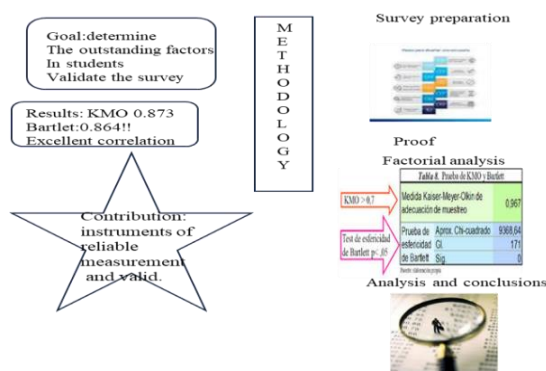 Goal:determine
The outstanding factors
In students
Validate the survey
Results: KMO 0.873
Bartlet:0.864!!
Excellent correlation
Contribution:
instruments of
reliable
measurement
and valid.
METHODOLOGY
Survey preparation
Proof
Factorial analysis
Tabla 8. Prueba de KMO y Bartlett
KMO >0,7
Medida Kaiser-Meyer-Olkin de
adecuación de muestreo
0,967
Test de esfericidad
de Bartlett p< ,05
Prueba de
esfericidad
de Bartlett
Aprox. Chi-cuadrado 9368,64
Gl. 171
Sig. 0
Analysis and conclusions